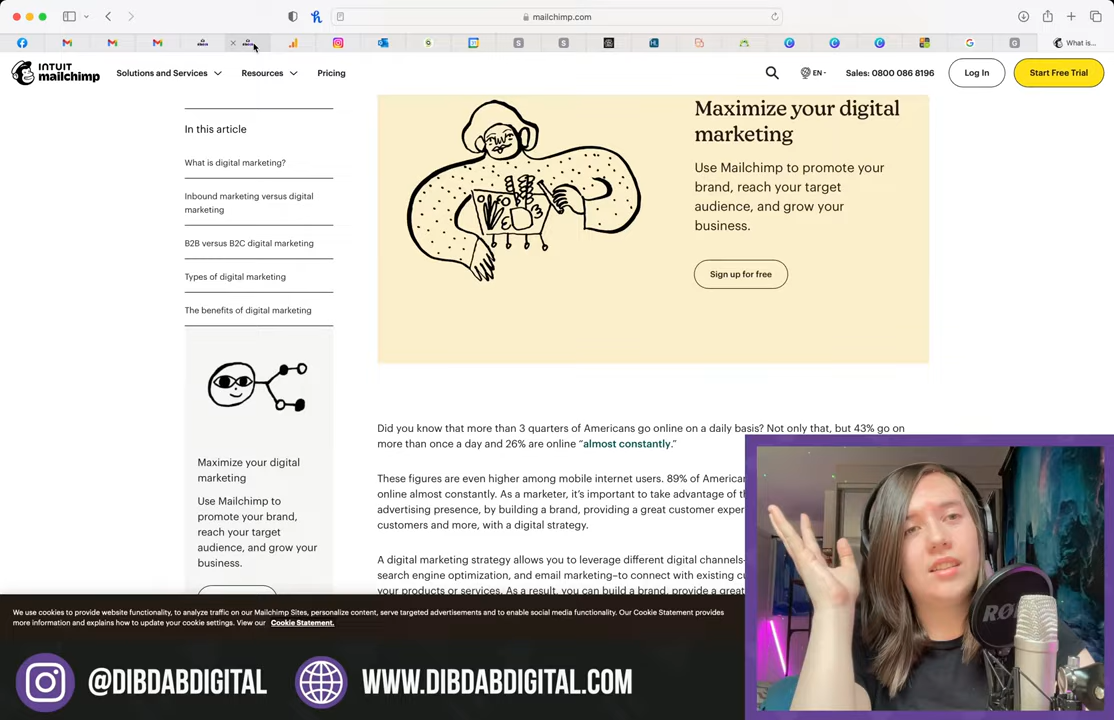 mailchimp.com
What is...
INTUIT
mailchimp
Solutions and Services
Resources
Pricing
EN
Sales: 0800 086 8196
Log In
Start Free Trial
In this article
What is digital marketing?
Inbound marketing versus digital
marketing
B2B versus B2C digital marketing
Types of digital marketing
The benefits of digital marketing
Maximize your digital
marketing
Use Mailchimp to
promote your brand,
reach your target
audience, and grow your
business.
Maximize your digital
marketing
Use Mailchimp to promote your
brand, reach your target
audience, and grow your
business.
Sign up for free
Did you know that more than 3 quarters of Americans go online on a daily basis? Not only that, but 43% go on
more than once a day and 26% are online “almost constantly.”
These figures are even higher among mobile internet users. 89% of American
online almost constantly. As a marketer, it’s important to take advantage of
advertising presence, by building a brand, providing a great customer exper
customers and more, with a digital strategy.
A digital marketing strategy allows you to leverage different digital channels–
search engine optimization, and email marketing–to connect with existing cu
your products or services. As a result, you can build a brand, provide a great
We use cookies to provide website functionality, to analyze traffic on our Mailchimp Sites, personalize content, serve targeted advertisements and to enable social media functionality. Our Cookie Statement provides
more information and explains how to update your cookie settings. View our Cookie Statement.
@DIBDABDIGITAL
WWW.DIBDABDIGITAL.COM
RØDE